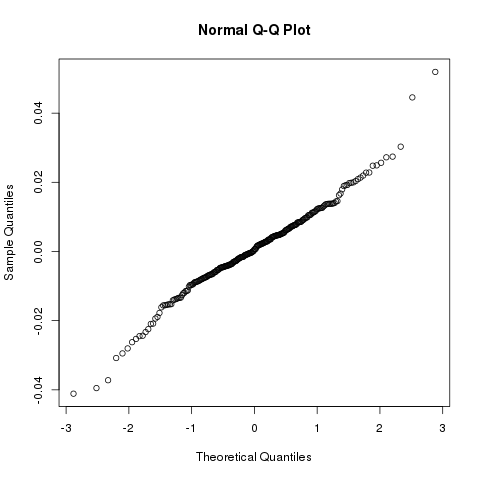 Normal Q-Q Plot
0.04
0.02
0.00
-0.02
-0.04
Sample Quantiles
-3 -2 -1 0 1 2 3
Theoretical Quantiles